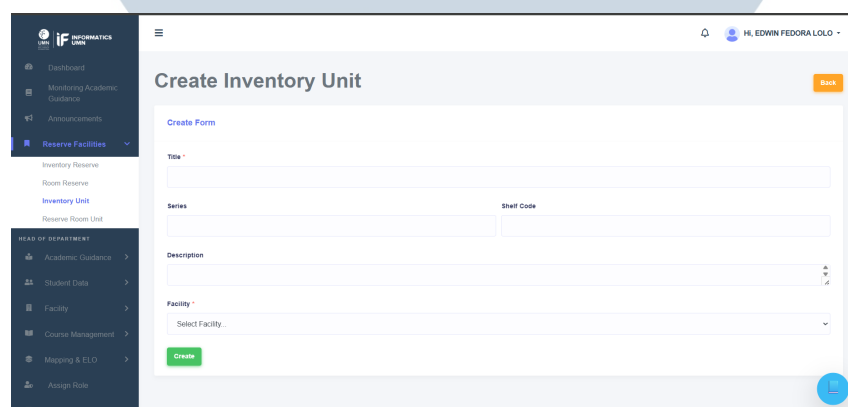 UMN
IF INFORMATICS
UMN
Hi, EDWIN FEDORA LOLO
Dashboard
Monitoring Academic
Guidance
Announcements
Reserve Facilities
Inventory Reserve
Room Reserve
Inventory Unit
Reserve Room Unit
HEAD OF DEPARTMENT
Academic Guidance
Student Data
Facility
Course Management
Mapping & ELO
Assign Role
Create Inventory Unit
Back
Create Form
Title *
Series
Shelf Code
Description
Facility *
Select Facility...
Create